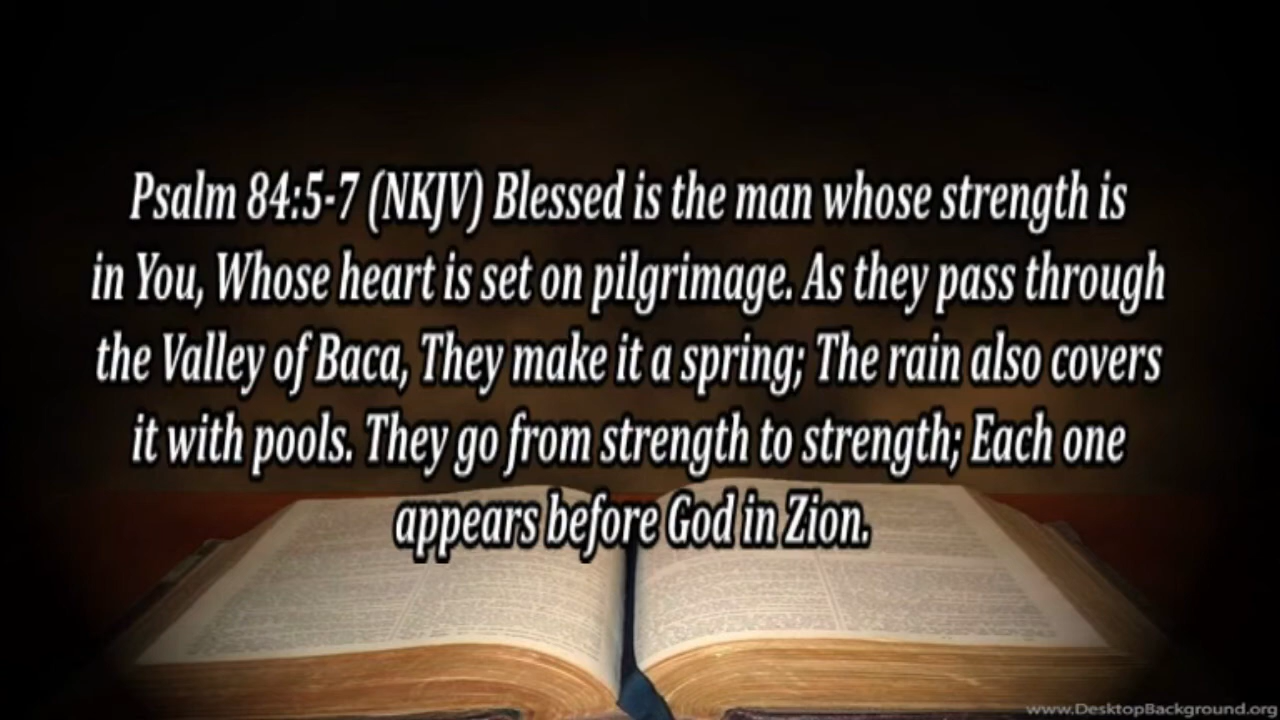 Psalm 84:5-7 (NKJV) Blessed is the man whose strength is
in You, Whose heart is set on pilgrimage. As they pass through
the Valley of Baca, They make it a spring; The rain also covers
it with pools. They go from strength to strength; Each one
appears before God in Zion.
www.DesktopBackground.org